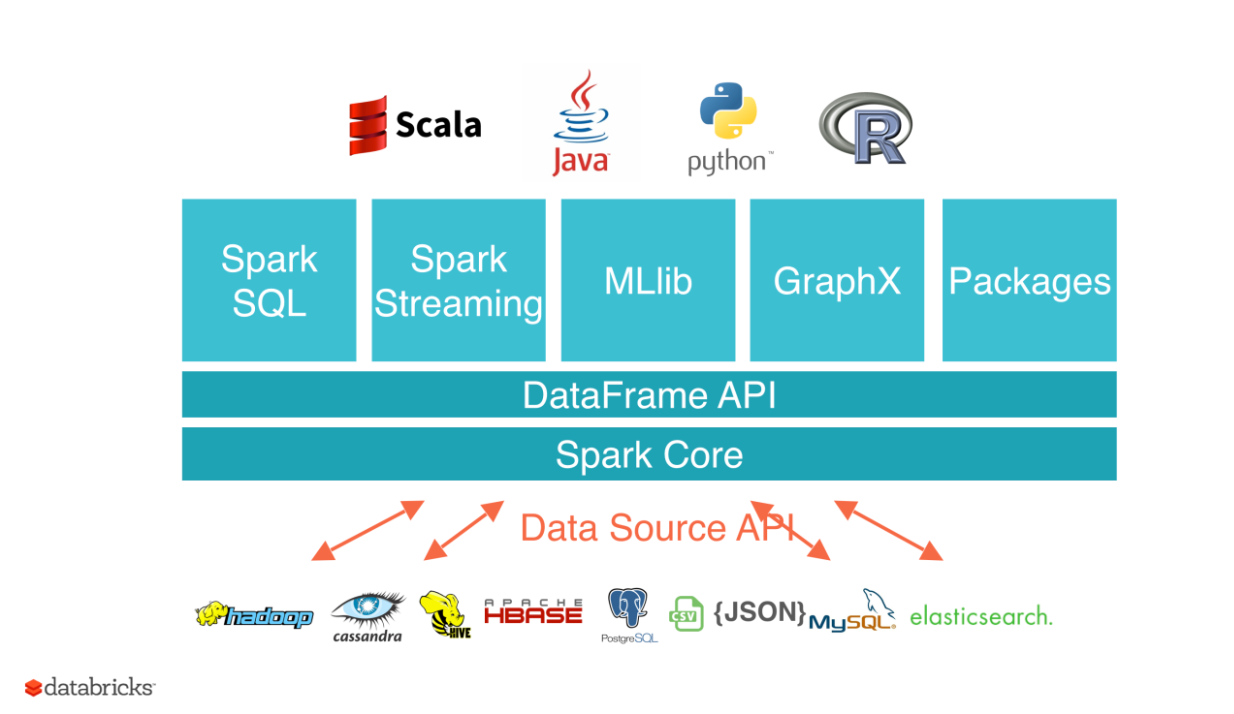 Scala
Java
python™
R
Spark
SQL
Spark
Streaming
MLlib
GraphX
Packages
DataFrame API
Spark Core
Data Source API
hadoop
cassandra
HIVE
APACHE
HBASE
PostgreSQL
CSV
{JSON}
MySQL®
elasticsearch.
databricks™